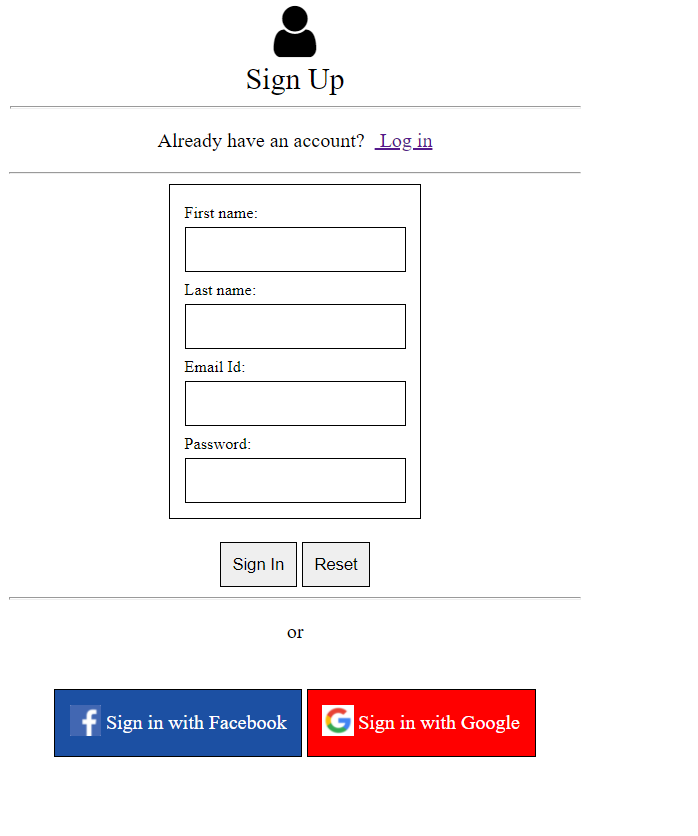 Sign Up
Already have an account? Log in
First name:
Last name:
Email Id:
Password:
Sign In Reset
or
f Sign in with Facebook G Sign in with Google